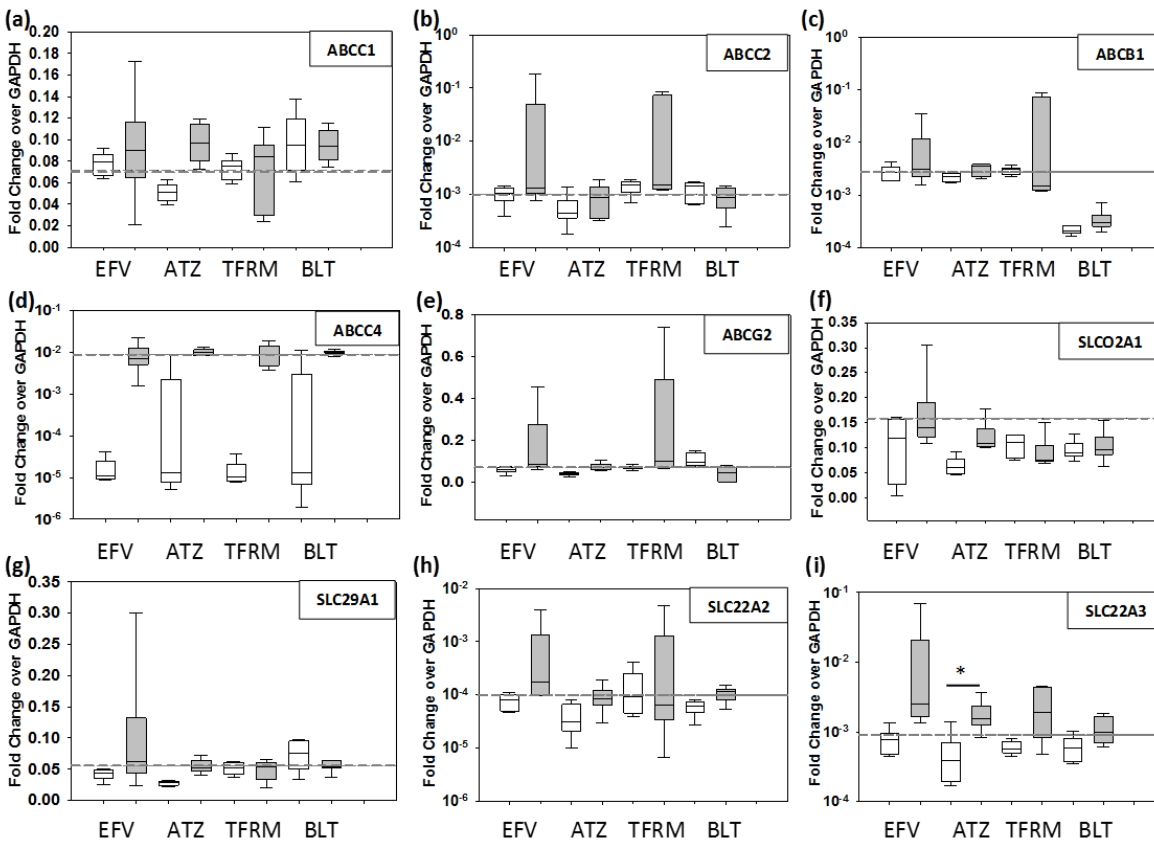 (a)
Fold Change over GAPDH
0.20
0.18
0.16
0.14
0.12
0.10
0.08
0.06
0.04
0.02
0.00
ABCC1
EFV ATZ TFRM BLT
(b)
Fold Change over GAPDH
10⁰
10⁻¹
10⁻²
10⁻³
10⁻⁴
ABCC2
EFV ATZ TFRM BLT
(c)
Fold Change over GAPDH
10⁰
10⁻¹
10⁻²
10⁻³
10⁻⁴
ABCB1
EFV ATZ TFRM BLT
(d)
Fold Change over GAPDH
10⁻¹
10⁻²
10⁻³
10⁻⁴
10⁻⁵
10⁻⁶
ABCC4
EFV ATZ TFRM BLT
(e)
Fold Change over GAPDH
0.8
0.6
0.4
0.2
0.0
ABCG2
EFV ATZ TFRM BLT
(f)
Fold Change over GAPDH
0.35
0.30
0.25
0.20
0.15
0.10
0.05
0.00
SLCO2A1
EFV ATZ TFRM BLT
(g)
Fold Change over GAPDH
0.35
0.30
0.25
0.20
0.15
0.10
0.05
0.00
SLC29A1
EFV ATZ TFRM BLT
(h)
Fold Change over GAPDH
10⁻²
10⁻³
10⁻⁴
10⁻⁵
10⁻⁶
SLC22A2
EFV ATZ TFRM BLT
(i)
Fold Change over GAPDH
10⁻¹
10⁻²
10⁻³
10⁻⁴
SLC22A3
*
EFV ATZ TFRM BLT